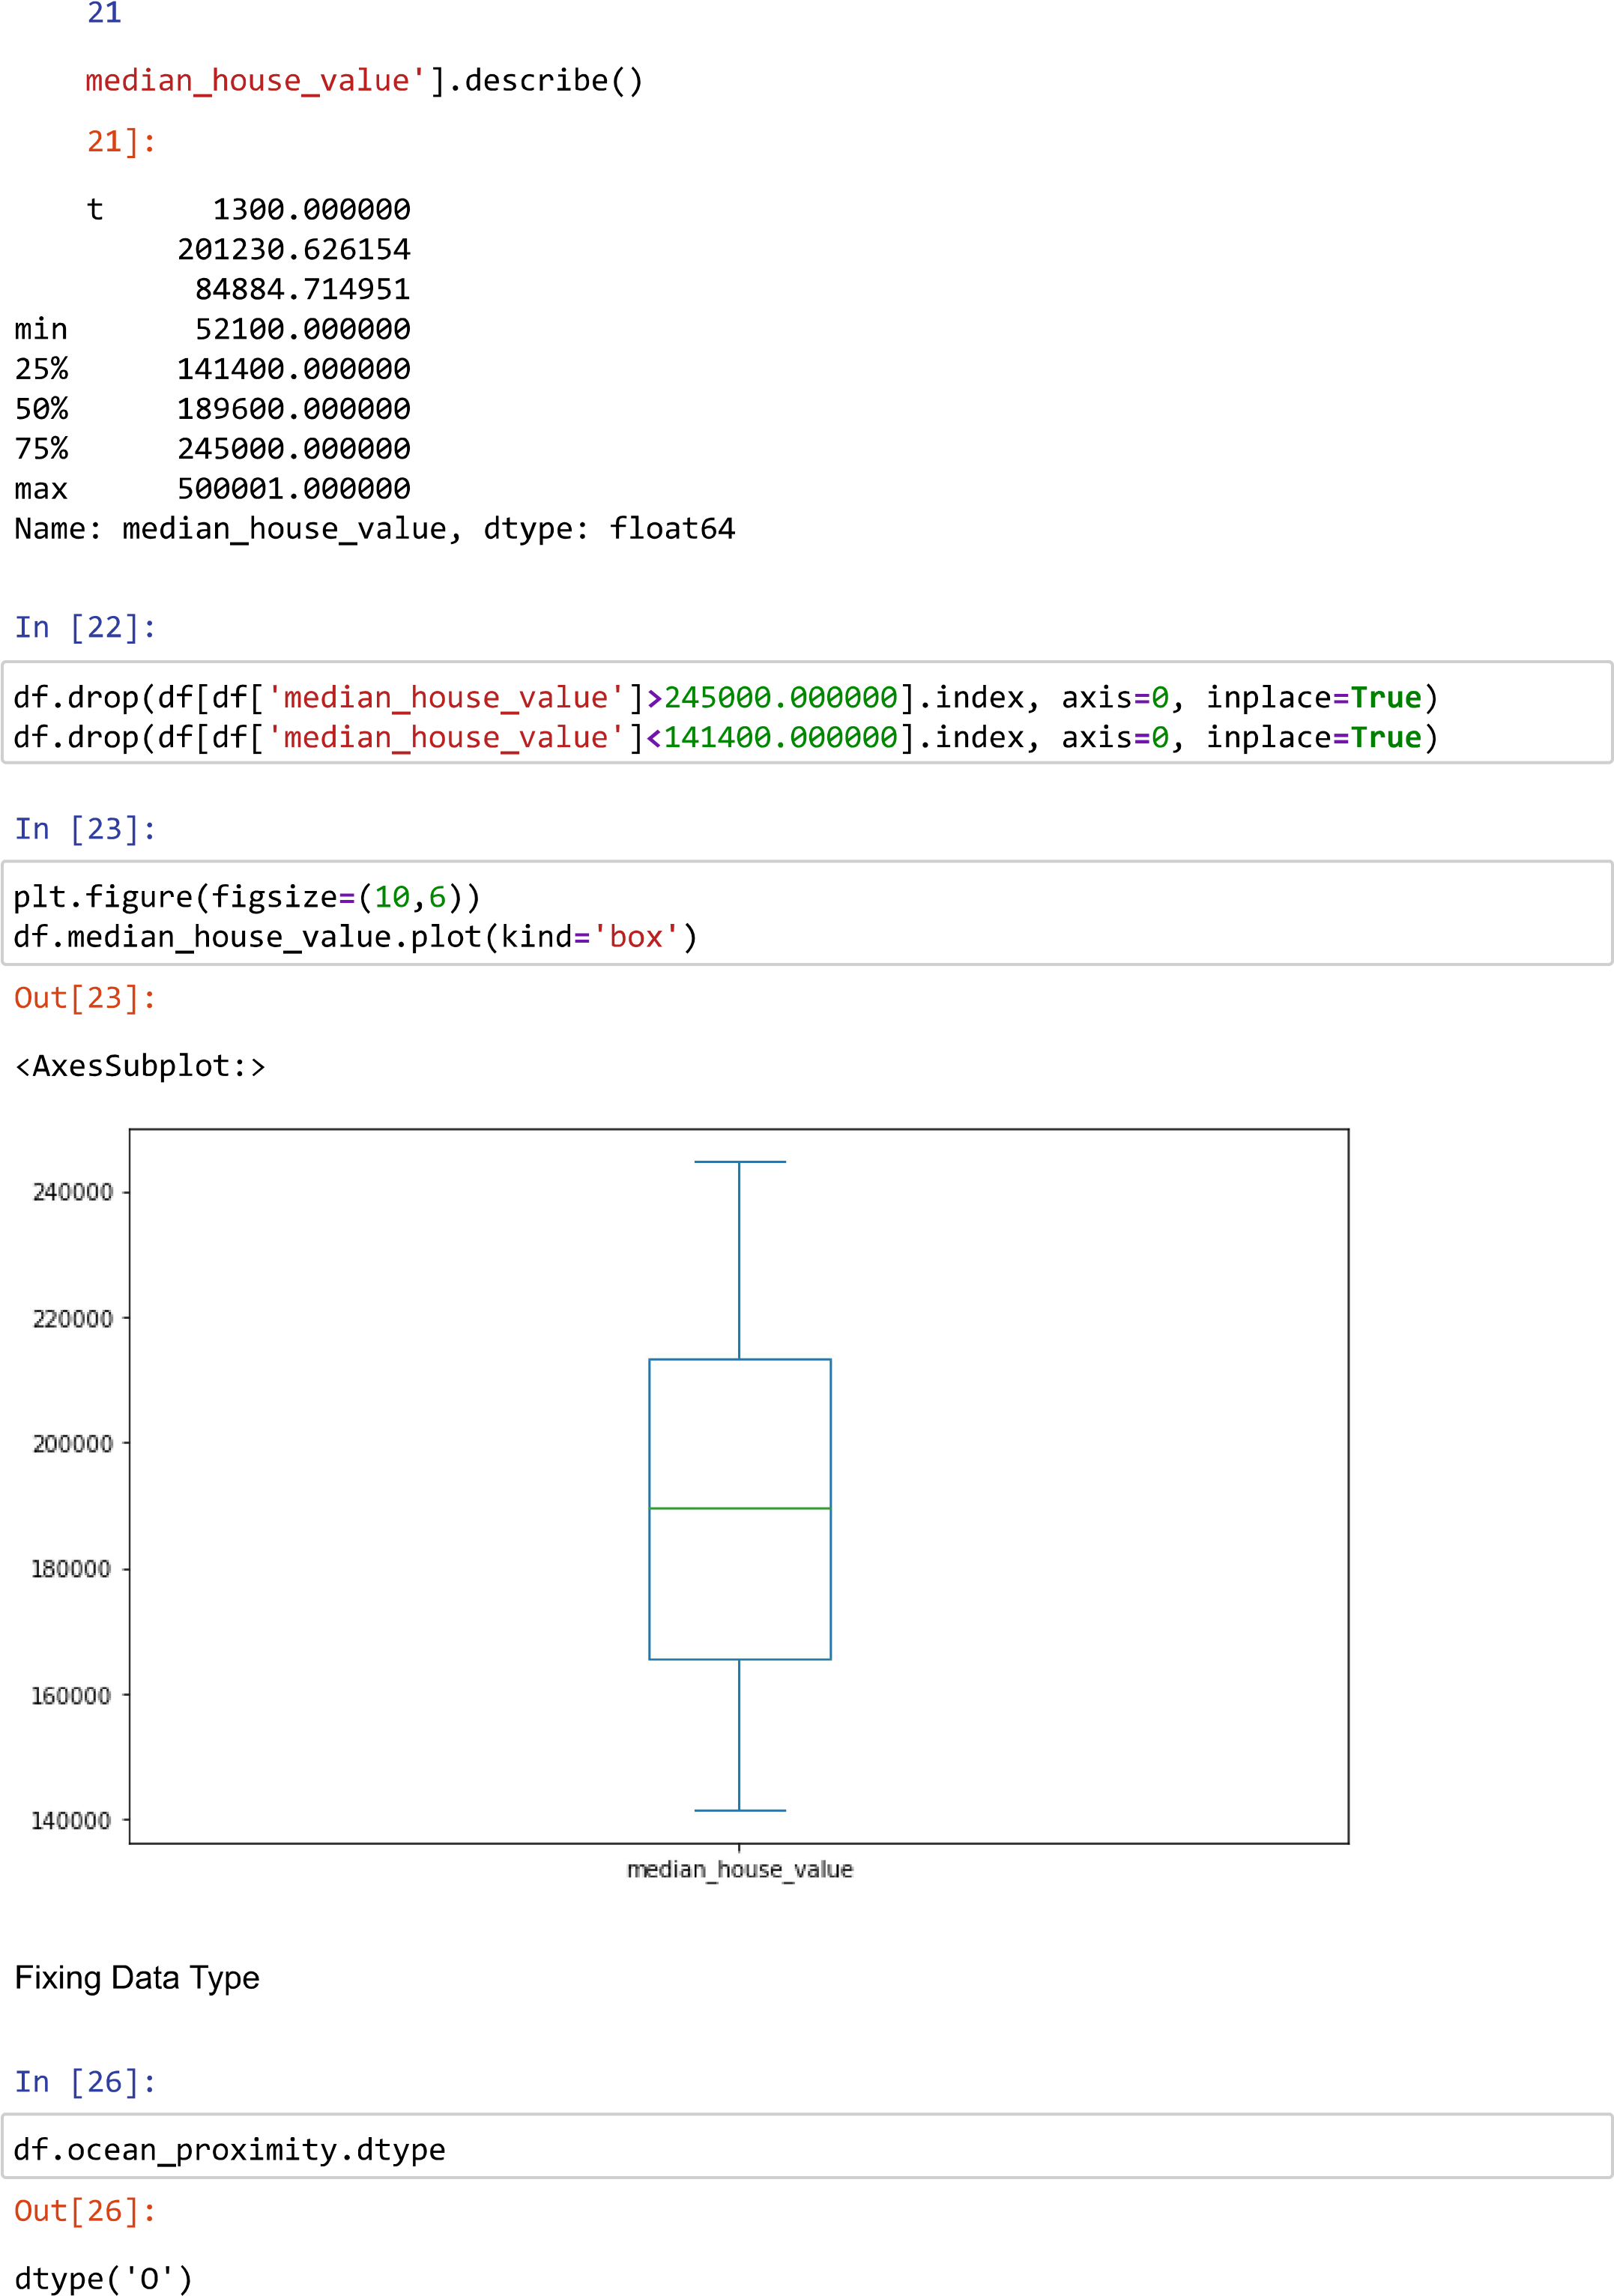 21
median_house_value'].describe()
21]:
t 1300.000000
201230.626154
84884.714951
min 52100.000000
25% 141400.000000
50% 189600.000000
75% 245000.000000
max 500001.000000
Name: median_house_value, dtype: float64
In [22]:
df.drop(df[df['median_house_value']>245000.000000].index, axis=0, inplace=True)
df.drop(df[df['median_house_value']<141400.000000].index, axis=0, inplace=True)
In [23]:
plt.figure(figsize=(10,6))
df.median_house_value.plot(kind='box')
Out[23]:
<AxesSubplot:>
240000
220000
200000
180000
160000
140000
median_house_value
Fixing Data Type
In [26]:
df.ocean_proximity.dtype
Out[26]:
dtype('O')